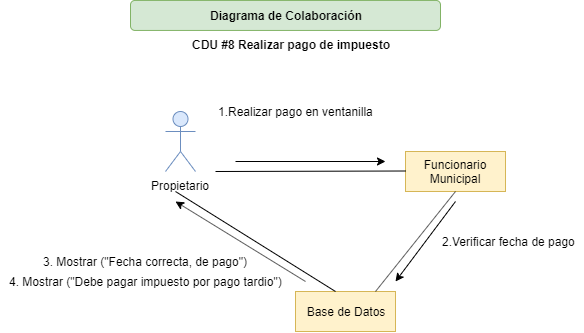 Diagrama de Colaboración
CDU #8 Realizar pago de impuesto
1.Realizar pago en ventanilla
Propietario
Funcionario
Municipal
2.Verificar fecha de pago
3. Mostrar ("Fecha correcta, de pago")
4. Mostrar ("Debe pagar impuesto por pago tardio")
Base de Datos